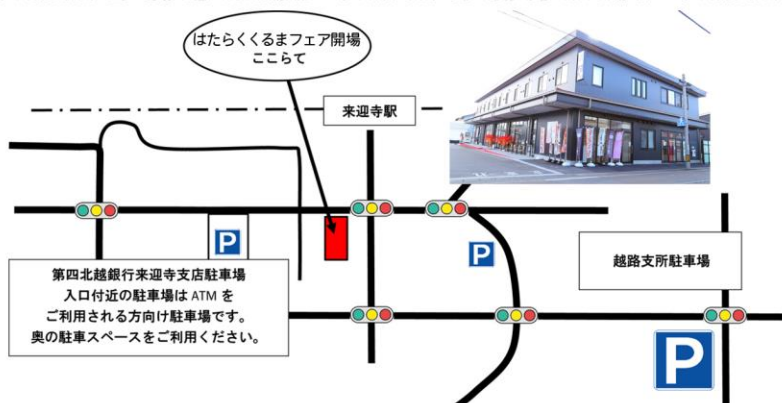 はたらくくるまフェア開場
ここらて
来迎寺駅
P
P
越路支所駐車場
第四北越銀行来迎寺支店駐車場
入口付近の駐車場は ATM を
ご利用される方向け駐車場です。
奥の駐車スペースをご利用ください。
P